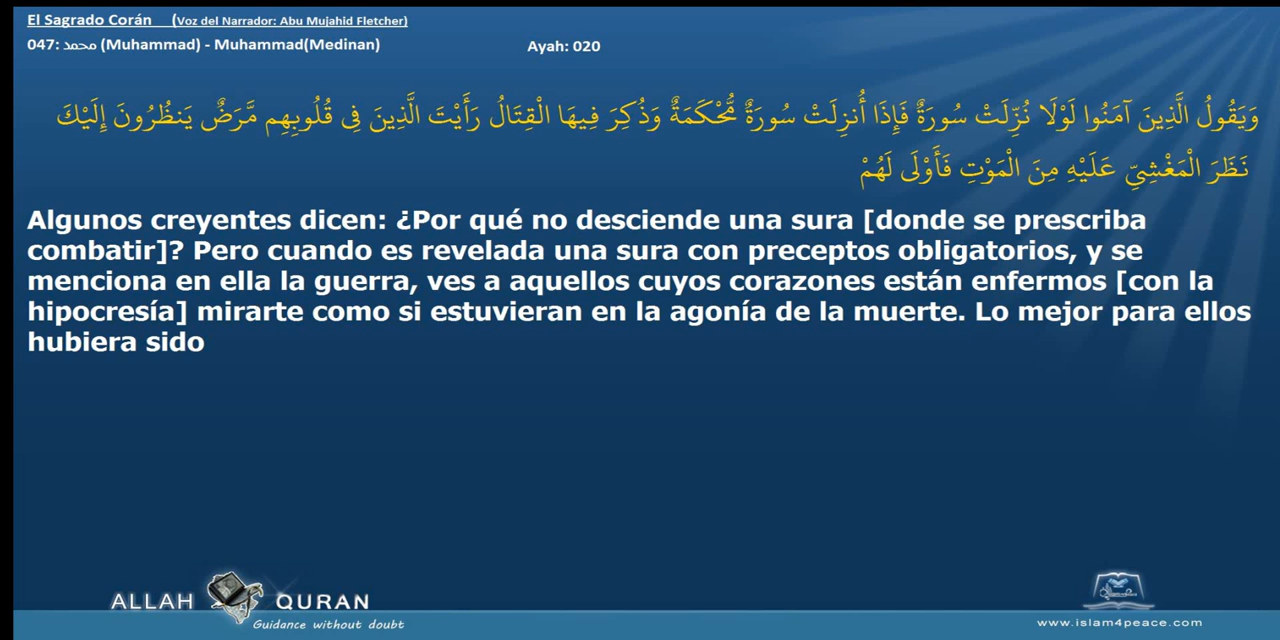 El Sagrado Corán (Voz del Narrador: Abu Mujahid Fletcher)
047: محمد (Muhammad) - Muhammad(Medinan) Ayah: 020
وَيَقُولُ الَّذِينَ آمَنُوا لَوْلَا نُزِّلَتْ سُورَةٌ فَإِذَا أُنزِلَتْ سُورَةٌ مُّحْكَمَةٌ وَذُكِرَ فِيهَا الْقِتَالُ رَأَيْتَ الَّذِينَ فِي قُلُوبِهِم مَّرَضٌ يَنظُرُونَ إِلَيْكَ
نَظَرَ الْمَغْشِيِّ عَلَيْهِ مِنَ الْمَوْتِ فَأَوْلَى لَهُمْ
Algunos creyentes dicen: ¿Por qué no desciende una sura [donde se prescriba
combatir]? Pero cuando es revelada una sura con preceptos obligatorios, y se
menciona en ella la guerra, ves a aquellos cuyos corazones están enfermos [con la
hipocresía] mirarte como si estuvieran en la agonía de la muerte. Lo mejor para ellos
hubiera sido
ALLAH QURAN
Guidance without doubt
www.islam4peace.com